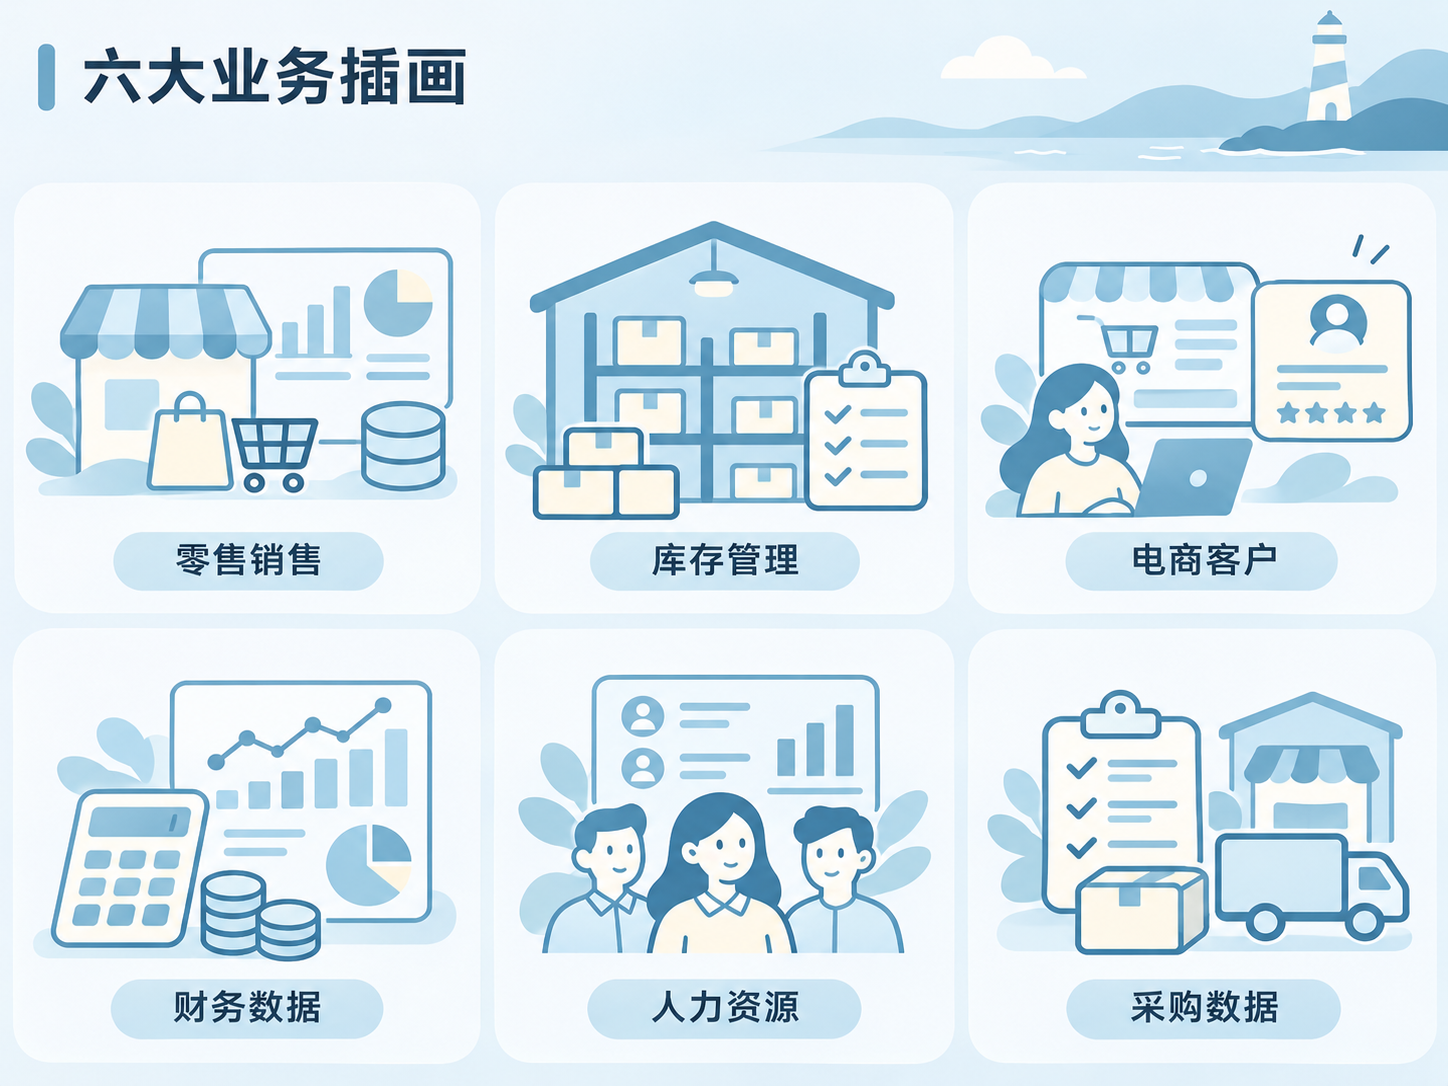 六大业务插画
零售销售
库存管理
电商客户
财务数据
人力资源
采购数据